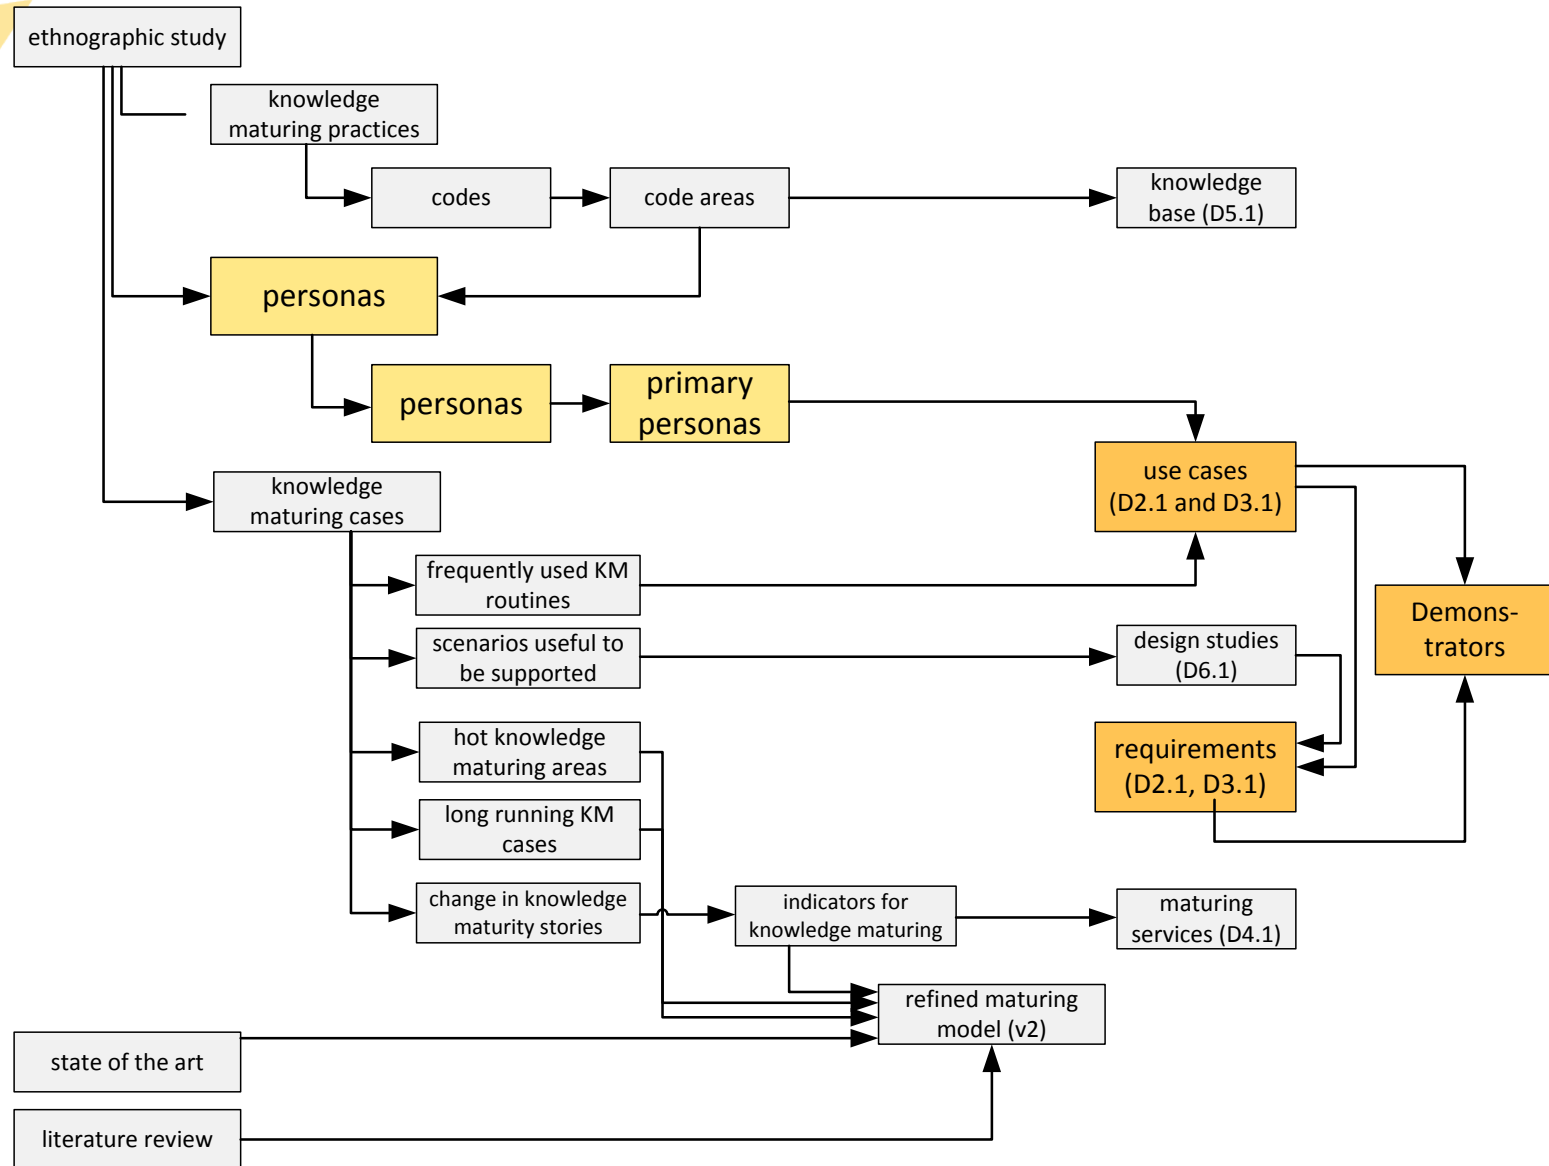 ethnographic study
knowledge
maturing practices
codes
code areas
knowledge
base (D5.1)
personas
personas
primary
personas
use cases
(D2.1 and D3.1)
knowledge
maturing cases
frequently used KM
routines
Demons-
trators
scenarios useful to
be supported
design studies
(D6.1)
hot knowledge
maturing areas
requirements
(D2.1, D3.1)
long running KM
cases
change in knowledge
maturity stories
indicators for
knowledge maturing
maturing
services (D4.1)
refined maturing
model (v2)
state of the art
literature review